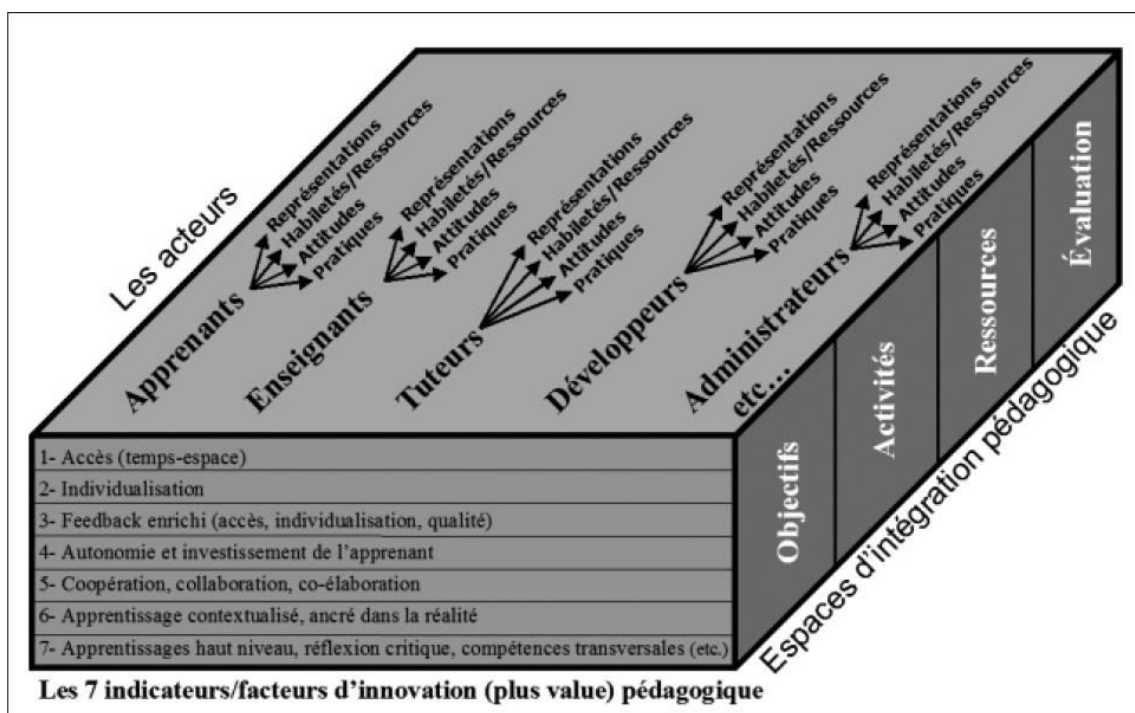 Les acteurs
Apprenants
Représentations
Habiletés/Ressources
Attitudes
Pratiques
Enseignants
Représentations
Habiletés/Ressources
Attitudes
Pratiques
Tuteurs
Représentations
Habiletés/Ressources
Attitudes
Pratiques
Développeurs
Représentations
Habiletés/Ressources
Attitudes
Pratiques
Administrateurs
Représentations
Habiletés/Ressources
Attitudes
Pratiques
etc...
1- Accès (temps-espace)
2- Individualisation
3- Feedback enrichi (accès, individualisation, qualité)
4- Autonomie et investissement de l'apprenant
5- Coopération, collaboration, co-élaboration
6- Apprentissage contextualisé, ancré dans la réalité
7- Apprentissages haut niveau, réflexion critique, compétences transversales (etc.)
Les 7 indicateurs/facteurs d'innovation (plus value) pédagogique
Objectifs
Activités
Ressources
Évaluation
Espaces d'intégration pédagogique